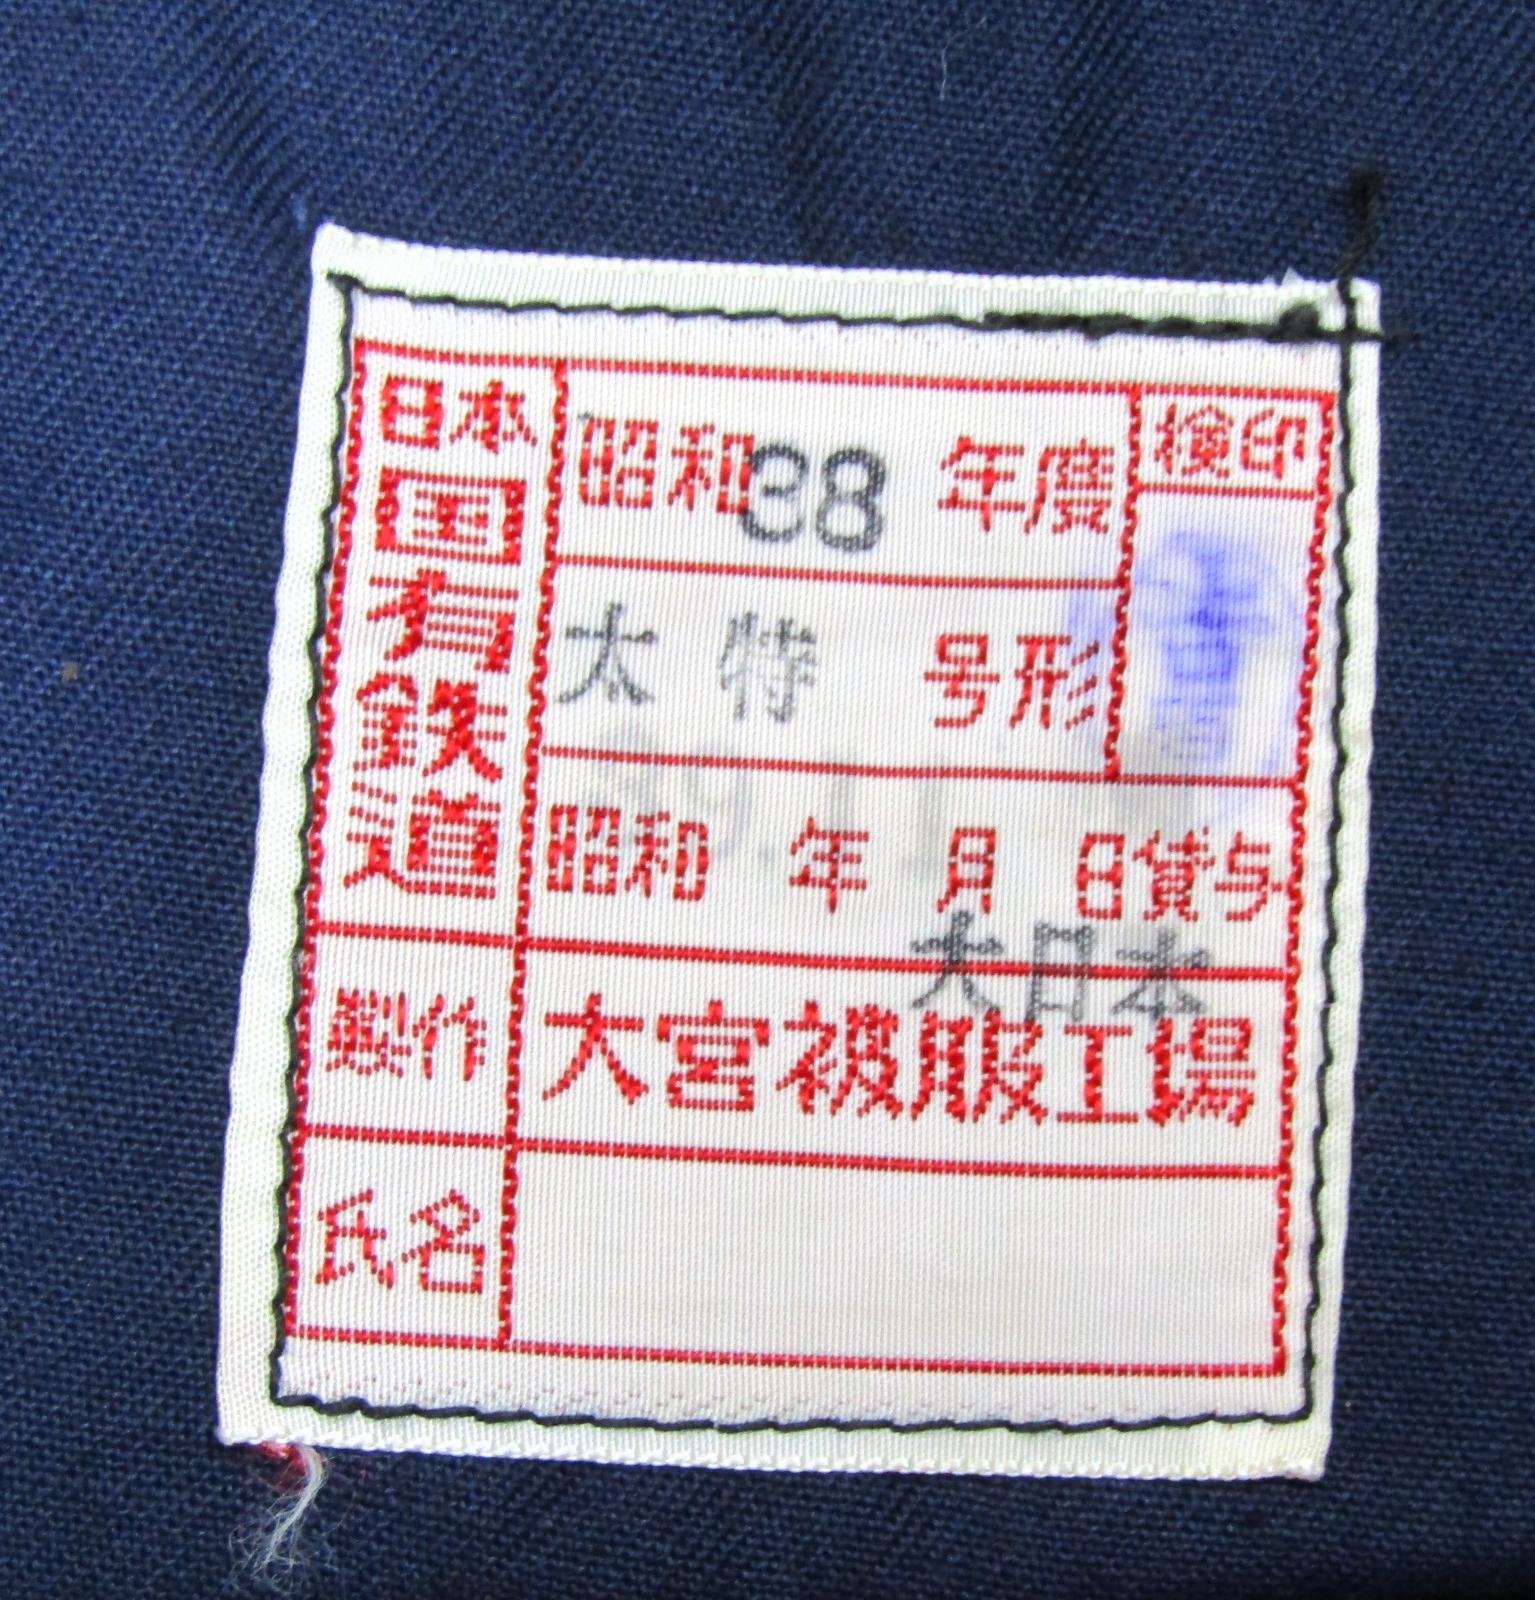 日本国有鉄道
昭和38年度
検印
太特号形
昭和 年 月 日貸与
大日本
製作
大宮被服工場
氏名